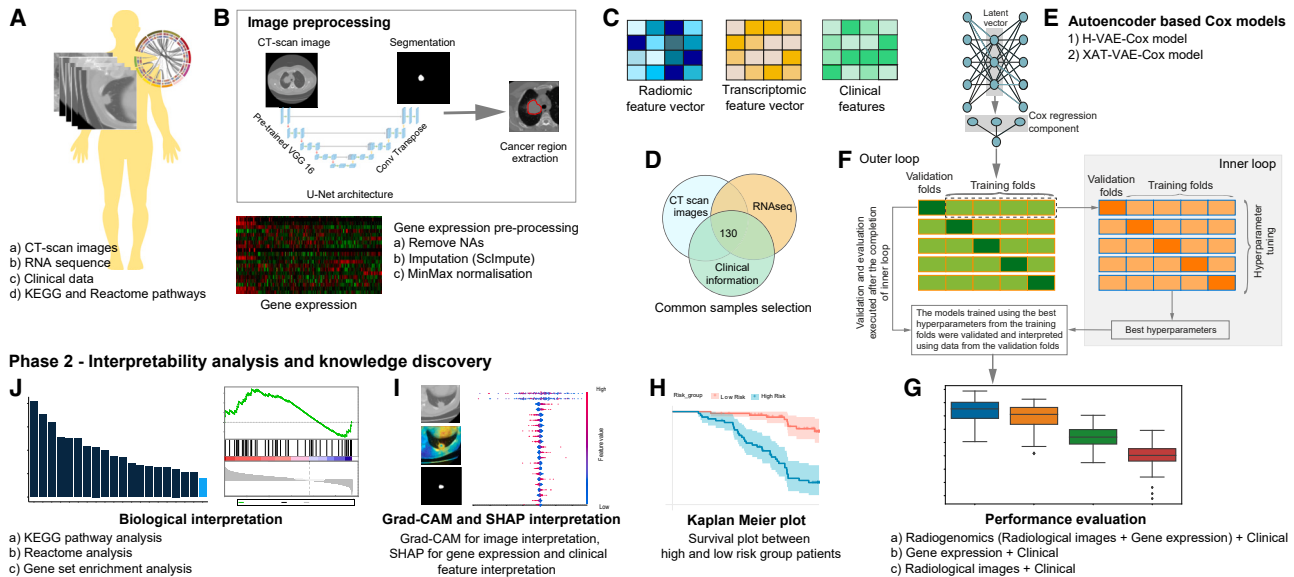 A
a) CT-scan images
b) RNA sequence
c) Clinical data
d) KEGG and Reactome pathways
B
Image preprocessing
CT-scan image
Segmentation
Pre-trained VGG 16
Conv Transpose
U-Net architecture
Cancer region
extraction
Gene expression
Gene expression pre-processing
a) Remove NAs
b) Imputation (ScImpute)
c) MinMax normalisation
C
Radiomic
feature vector
Transcriptomic
feature vector
Clinical
features
D
CT scan
images
RNAseq
130
Clinical
information
Common samples selection
Latent
vector
Cox regression
component
E Autoencoder based Cox models
1) H-VAE-Cox model
2) XAT-VAE-Cox model
F
Outer loop
Validation
folds
Training folds
Validation and evaluation
executed after the completion
of inner loop
Inner loop
Validation
folds
Training folds
Hyperparameter
tuning
Best hyperparameters
The models trained using the best
hyperparameters from the training
folds were validated and interpreted
using data from the validation folds
Phase 2 - Interpretability analysis and knowledge discovery
J
Biological interpretation
a) KEGG pathway analysis
b) Reactome analysis
c) Gene set enrichment analysis
I
High
Feature value
Low
Grad-CAM and SHAP interpretation
Grad-CAM for image interpretation,
SHAP for gene expression and clinical
feature interpretation
H
Risk_group
Low Risk
High Risk
Kaplan Meier plot
Survival plot between
high and low risk group patients
G
Performance evaluation
a) Radiogenomics (Radiological images + Gene expression) + Clinical
b) Gene expression + Clinical
c) Radiological images + Clinical